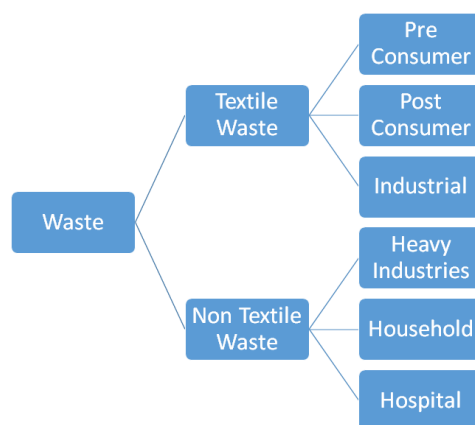 Pre
Consumer
Textile
Waste
Post
Consumer
Industrial
Waste
Heavy
Industries
Non Textile
Waste
Household
Hospital